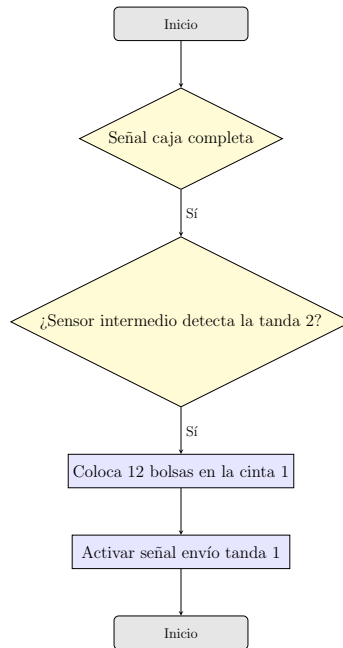 Inicio
Señal caja completa
Sí
¿Sensor intermedio detecta la tanda 2?
Sí
Coloca 12 bolsas en la cinta 1
Activar señal envío tanda 1
Inicio